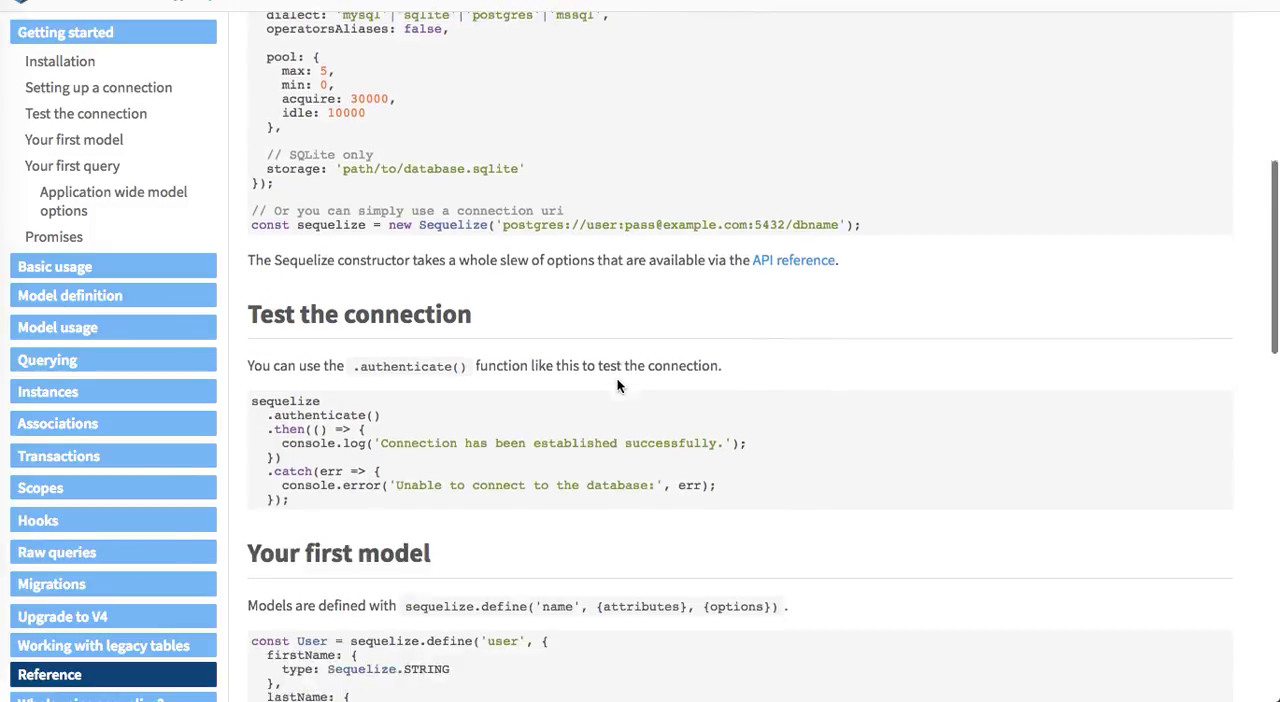 Getting started
Installation
Setting up a connection
Test the connection
Your first model
Your first query
Application wide model
options
Promises
Basic usage
Model definition
Model usage
Querying
Instances
Associations
Transactions
Scopes
Hooks
Raw queries
Migrations
Upgrade to V4
Working with legacy tables
Reference
dialect: 'mysql'|'sqlite'|'postgres'|'mssql',
operatorsAliases: false,
pool: {
max: 5,
min: 0,
acquire: 30000,
idle: 10000
},
// SQLite only
storage: 'path/to/database.sqlite'
});
// Or you can simply use a connection uri
const sequelize = new Sequelize('postgres://user:pass@example.com:5432/dbname');
The Sequelize constructor takes a whole slew of options that are available via the API reference.
Test the connection
You can use the .authenticate() function like this to test the connection.
sequelize
.authenticate()
.then(() => {
console.log('Connection has been established successfully.');
})
.catch(err => {
console.error('Unable to connect to the database:', err);
});
Your first model
Models are defined with sequelize.define('name', {attributes}, {options}) .
const User = sequelize.define('user', {
firstName: {
type: Sequelize.STRING
},
lastName: {